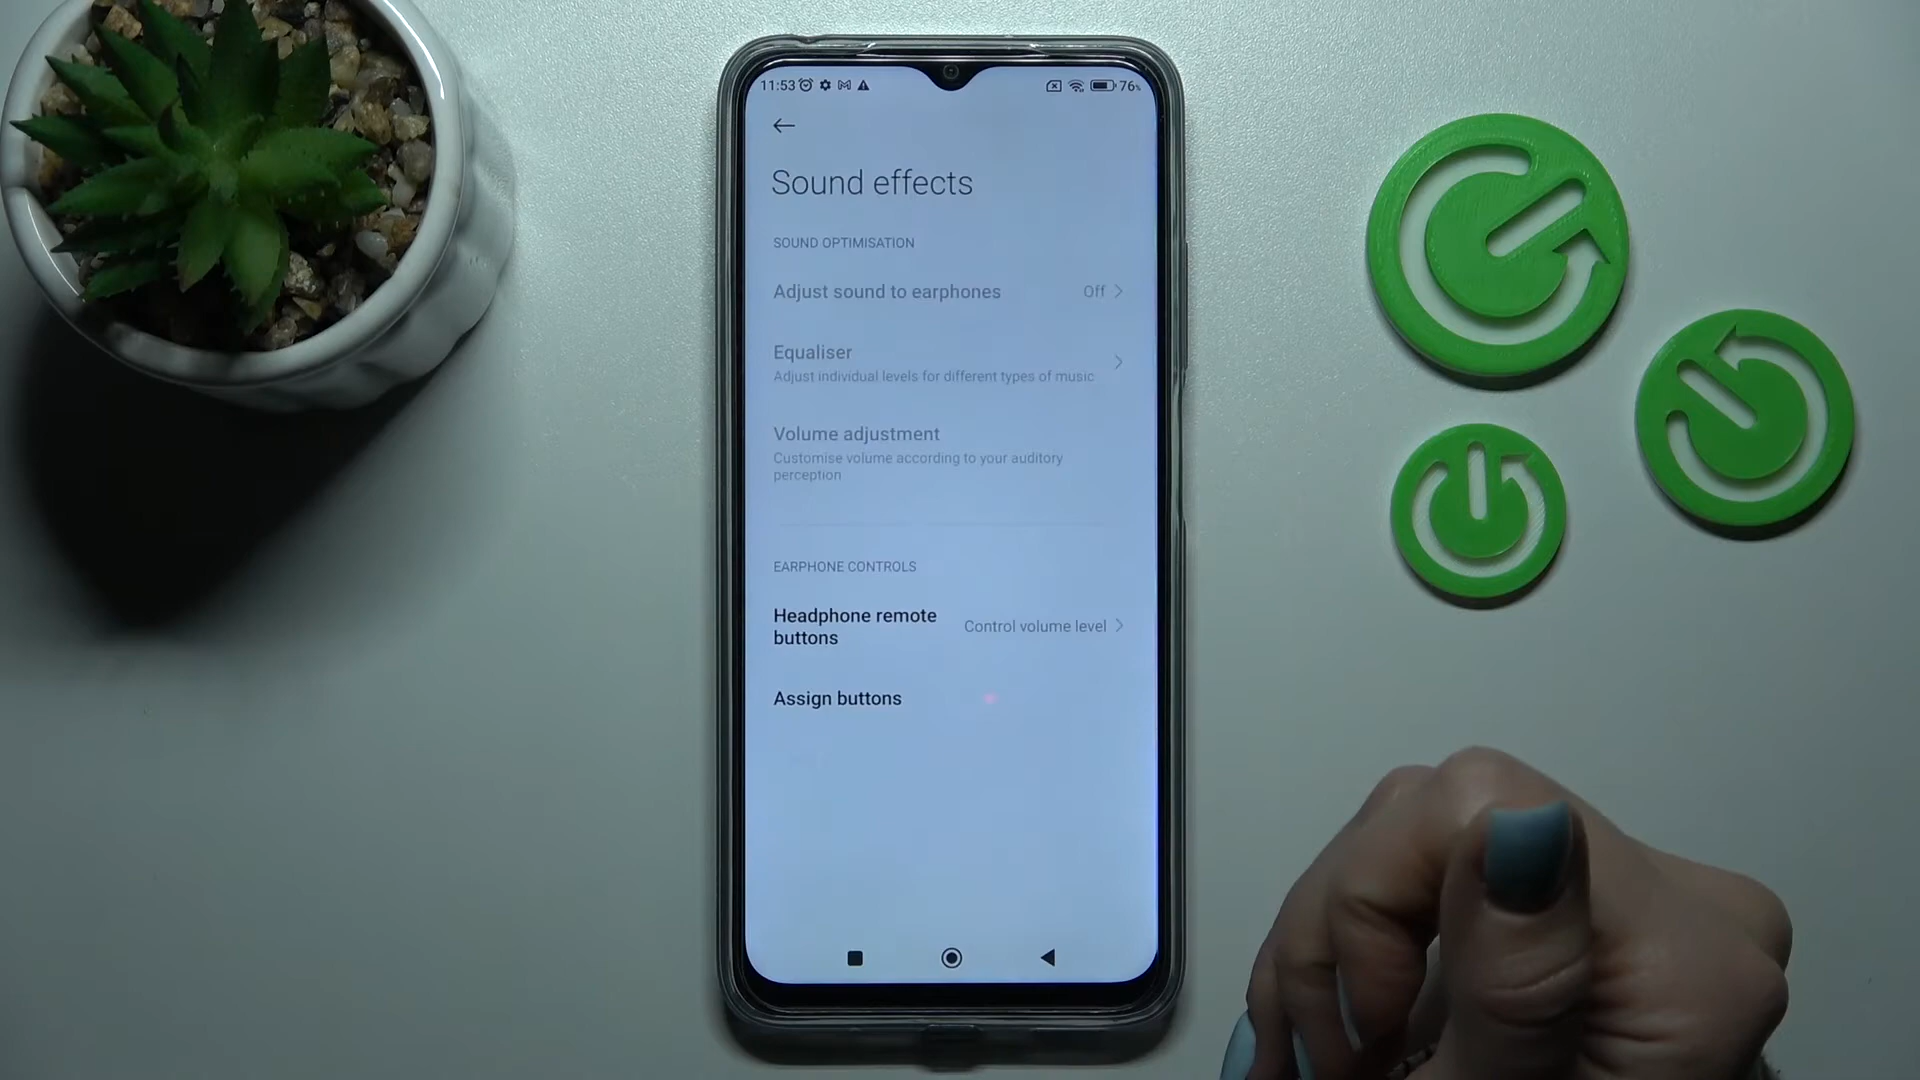 11:53 76%
Sound effects
SOUND OPTIMISATION
Adjust sound to earphones Off
Equaliser
Adjust individual levels for different types of music
Volume adjustment
Customise volume according to your auditory
perception
EARPHONE CONTROLS
Headphone remote
buttons
Control volume level
Assign buttons